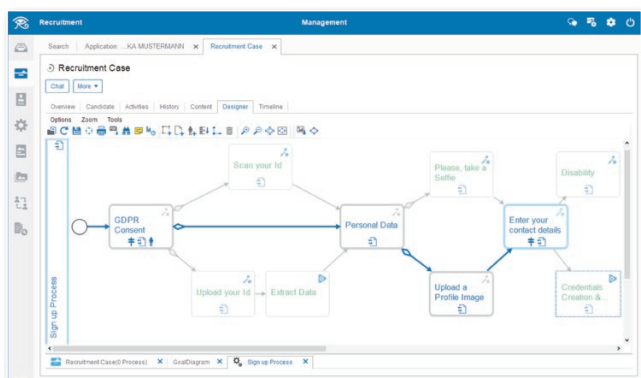 Recruitment
Management
Search
Application: ...KA MUSTERMANN
Recruitment Case
Recruitment Case
Chat
More
Overview
Candidate
Activities
History
Content
Designer
Timeline
Options
Zoom
Tools
Scan your Id
Please, take a
Selfie
Disability
GDPR
Consent
Personal Data
Enter your
contact details
Upload your Id
Extract Data
Upload a
Profile Image
Credentials
Creation &...
Sign up Process
Recruitment Case(0 Process)
GoalDiagram
Sign up Process